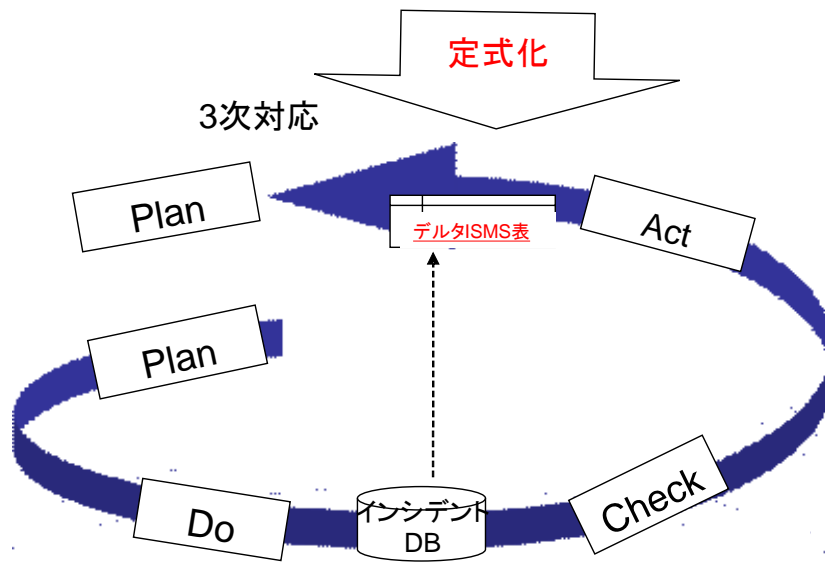 定式化
3次対応
Plan
デルタISMS表
Act
Plan
Do
インシデント
DB
Check